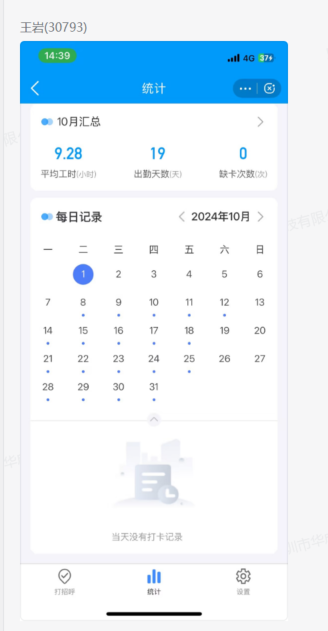 王岩(30793)
14:39
4G 37
统计
10月汇总
9.28 19 0
平均工时(小时) 出勤天数(天) 缺卡次数(次)
每日记录 2024年10月
一 二 三 四 五 六 日
1 2 3 4 5 6
7 8 9 10 11 12 13
14 15 16 17 18 19 20
21 22 23 24 25 26 27
28 29 30 31
当天没有打卡记录
打招呼 统计 设置